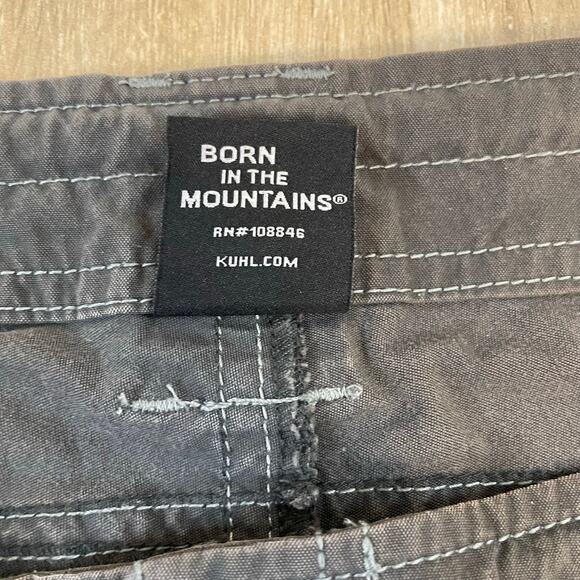 BORN
IN THE
MOUNTAINS®
RN#108846
KUHL.COM